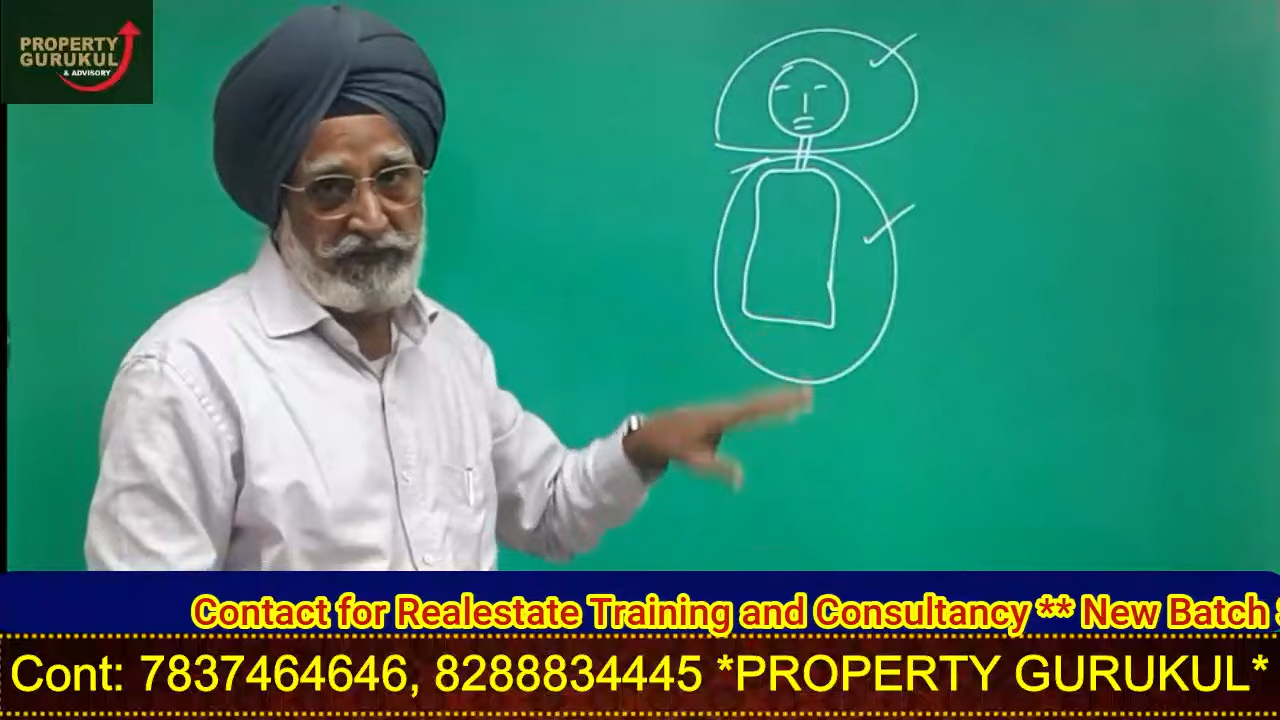 PROPERTY
GURUKUL
& ADVISORY
Contact for Realestate Training and Consultancy ** New Batch
Cont: 7837464646, 8288834445 *PROPERTY GURUKUL*